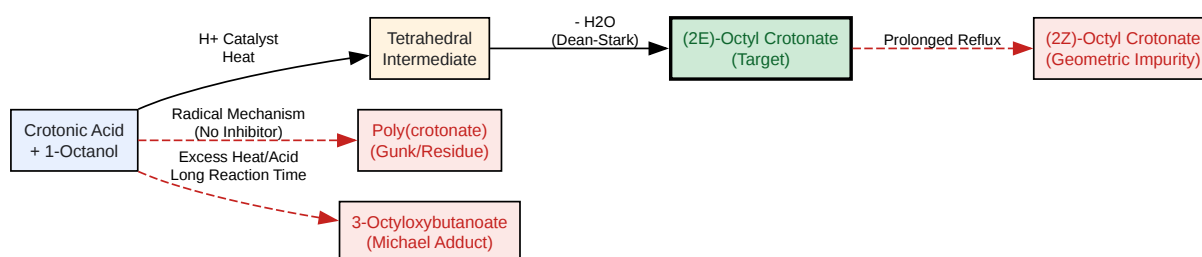 H+ Catalyst
Heat
Tetrahedral
Intermediate
- H2O
(Dean-Stark)
(2E)-Octyl Crotonate
(Target)
Prolonged Reflux
(2Z)-Octyl Crotonate
(Geometric Impurity)
Crotonic Acid
+ 1-Octanol
Radical Mechanism
(No Inhibitor)
Poly(crotonate)
(Gunk/Residue)
Excess Heat/Acid
Long Reaction Time
3-Octyloxybutanoate
(Michael Adduct)